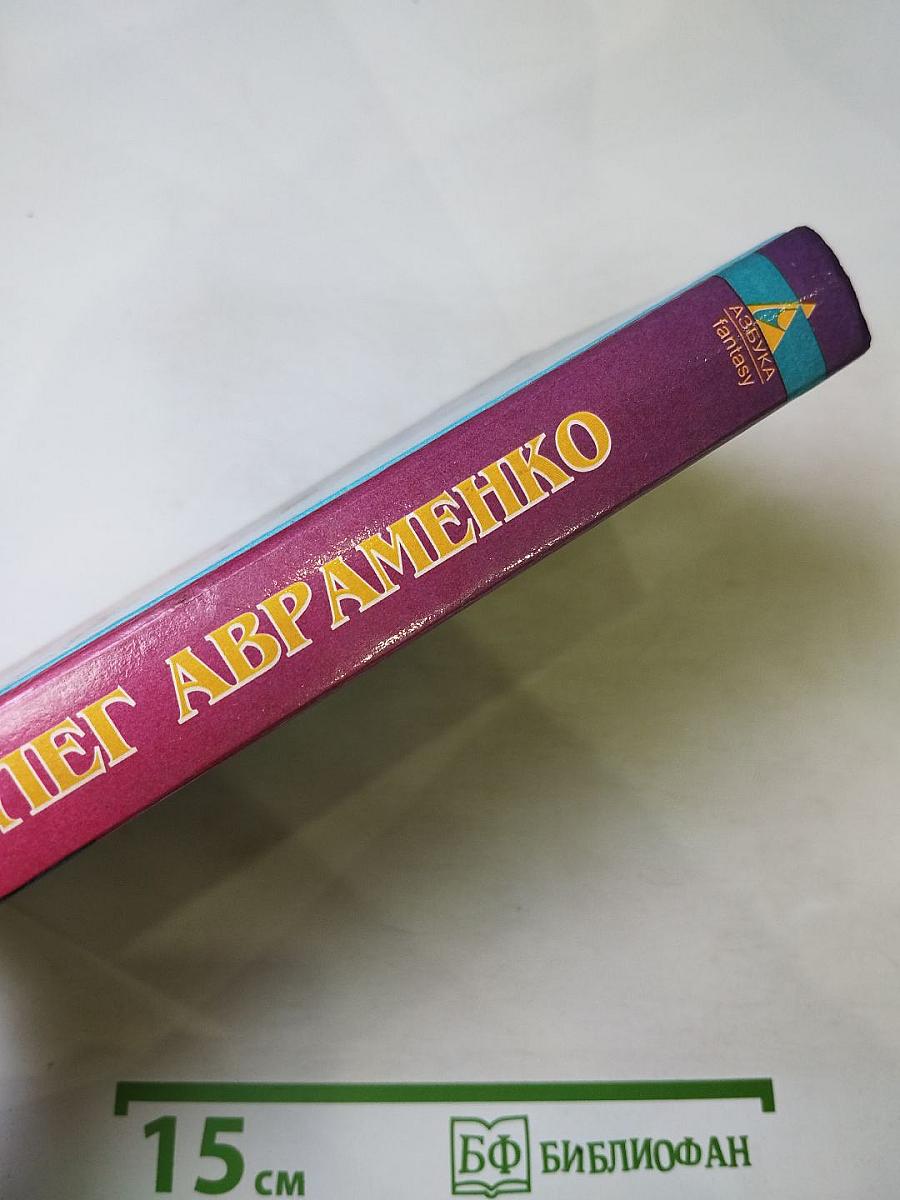 АЗБУКА
fantasy
ЛЕГ АВРАМЕНКО
15 см
БФ БИБЛИОФАН